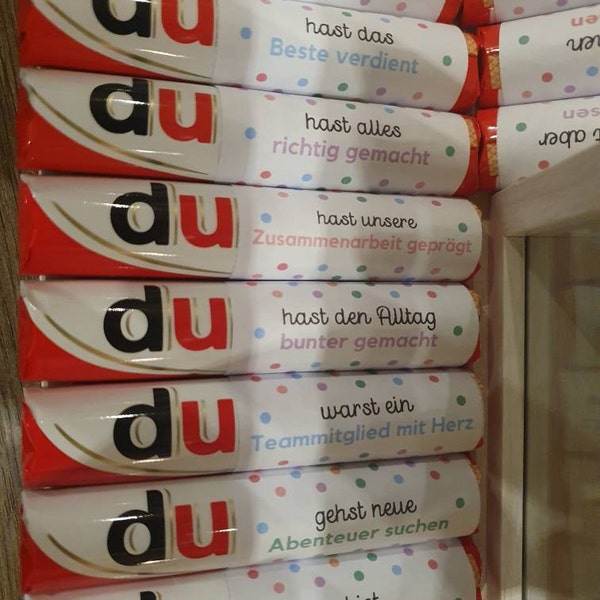 du
hast das
Beste verdient
du
hast alles
richtig gemacht
du
hast unsere
Zusammenarbeit geprägt
du
hast den Alltag
bunter gemacht
du
warst ein
Teammitglied mit Herz
du
gehst neue
Abenteuer suchen
aber